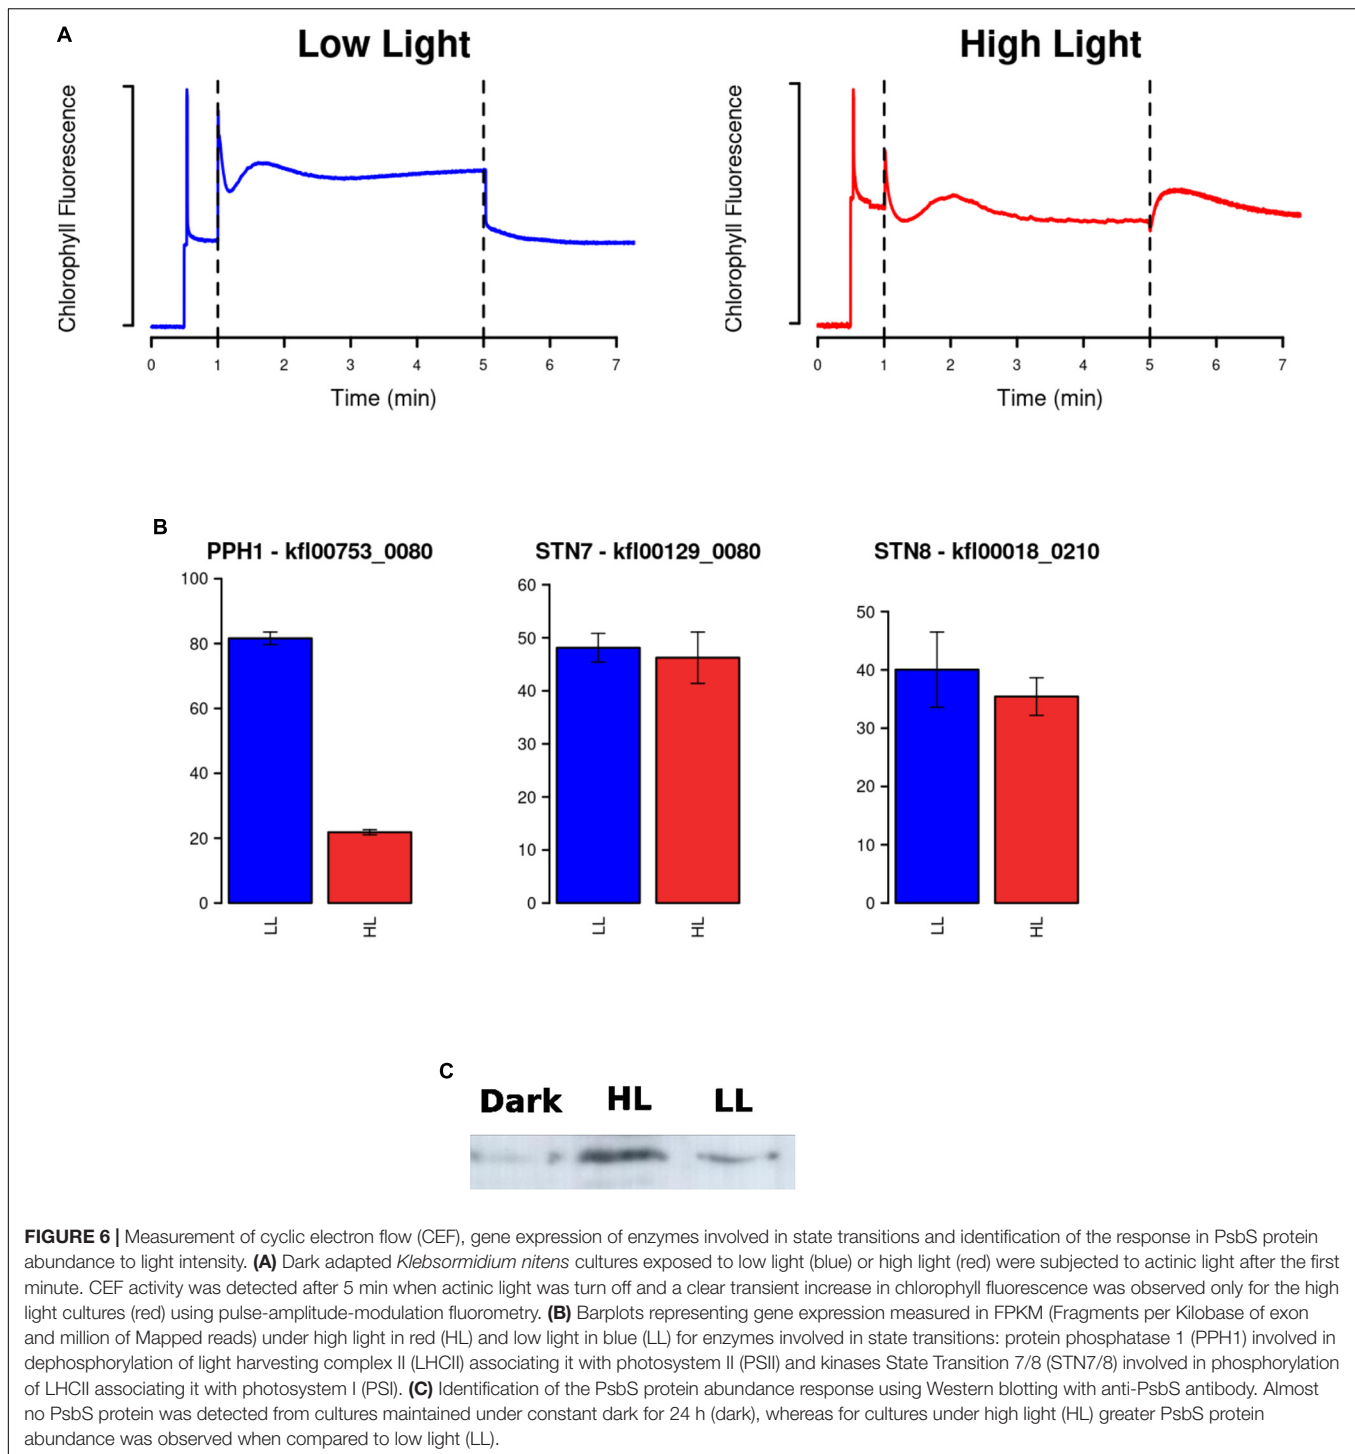 A
Low Light
High Light
Chlorophyll Fluorescence
0 1 2 3 4 5 6 7
Time (min)
Chlorophyll Fluorescence
0 1 2 3 4 5 6 7
Time (min)
B
PPH1 - kfl00753_0080
100
80
60
40
20
0
LL
HL
STN7 - kfl00129_0080
60
50
40
30
20
10
0
LL
HL
STN8 - kfl00018_0210
50
40
30
20
10
0
LL
HL
C
Dark HL LL
FIGURE 6 | Measurement of cyclic electron flow (CEF), gene expression of enzymes involved in state transitions and identification of the response in PsbS protein
abundance to light intensity. (A) Dark adapted Klebsormidium nitens cultures exposed to low light (blue) or high light (red) were subjected to actinic light after the first
minute. CEF activity was detected after 5 min when actinic light was turn off and a clear transient increase in chlorophyll fluorescence was observed only for the high
light cultures (red) using pulse-amplitude-modulation fluorometry. (B) Barplots representing gene expression measured in FPKM (Fragments per Kilobase of exon
and million of Mapped reads) under high light in red (HL) and low light in blue (LL) for enzymes involved in state transitions: protein phosphatase 1 (PPH1) involved in
dephosphorylation of light harvesting complex II (LHCII) associating it with photosystem II (PSII) and kinases State Transition 7/8 (STN7/8) involved in phosphorylation
of LHCII associating it with photosystem I (PSI). (C) Identification of the PsbS protein abundance response using Western blotting with anti-PsbS antibody. Almost
no PsbS protein was detected from cultures maintained under constant dark for 24 h (dark), whereas for cultures under high light (HL) greater PsbS protein
abundance was observed when compared to low light (LL).